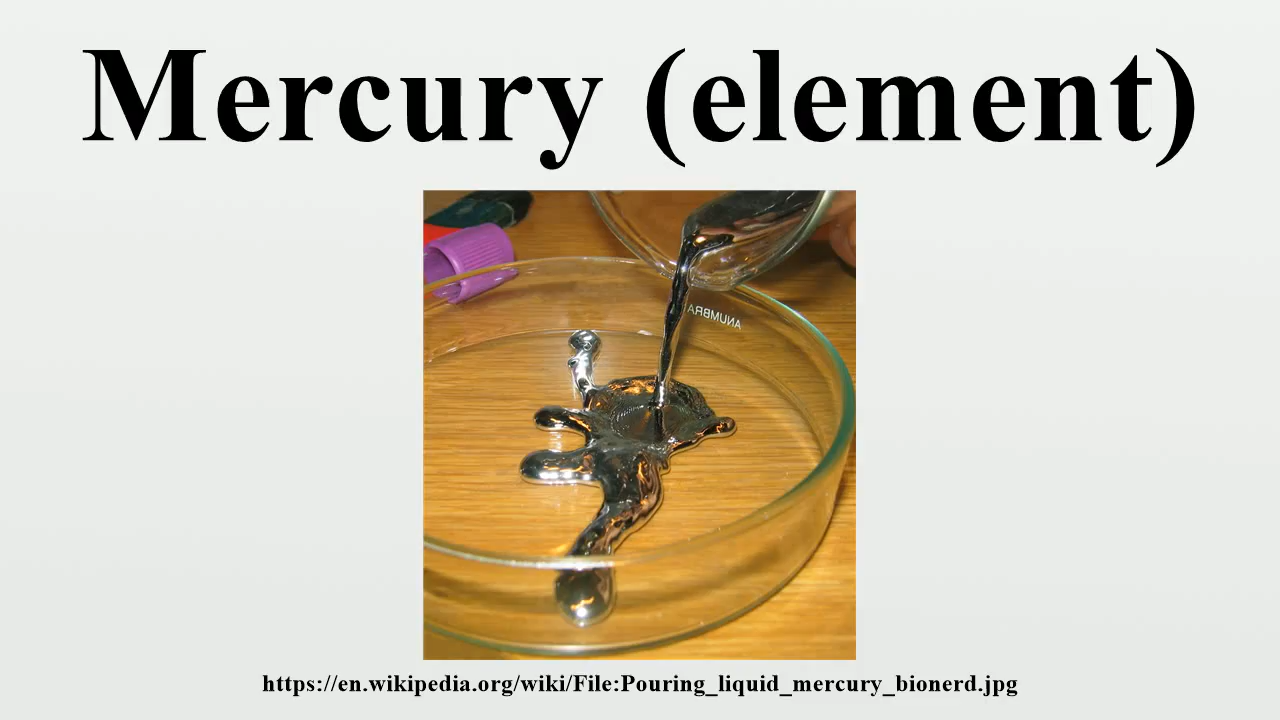 Mercury (element)
ANUMBRA
https://en.wikipedia.org/wiki/File:Pouring_liquid_mercury_bionerd.jpg